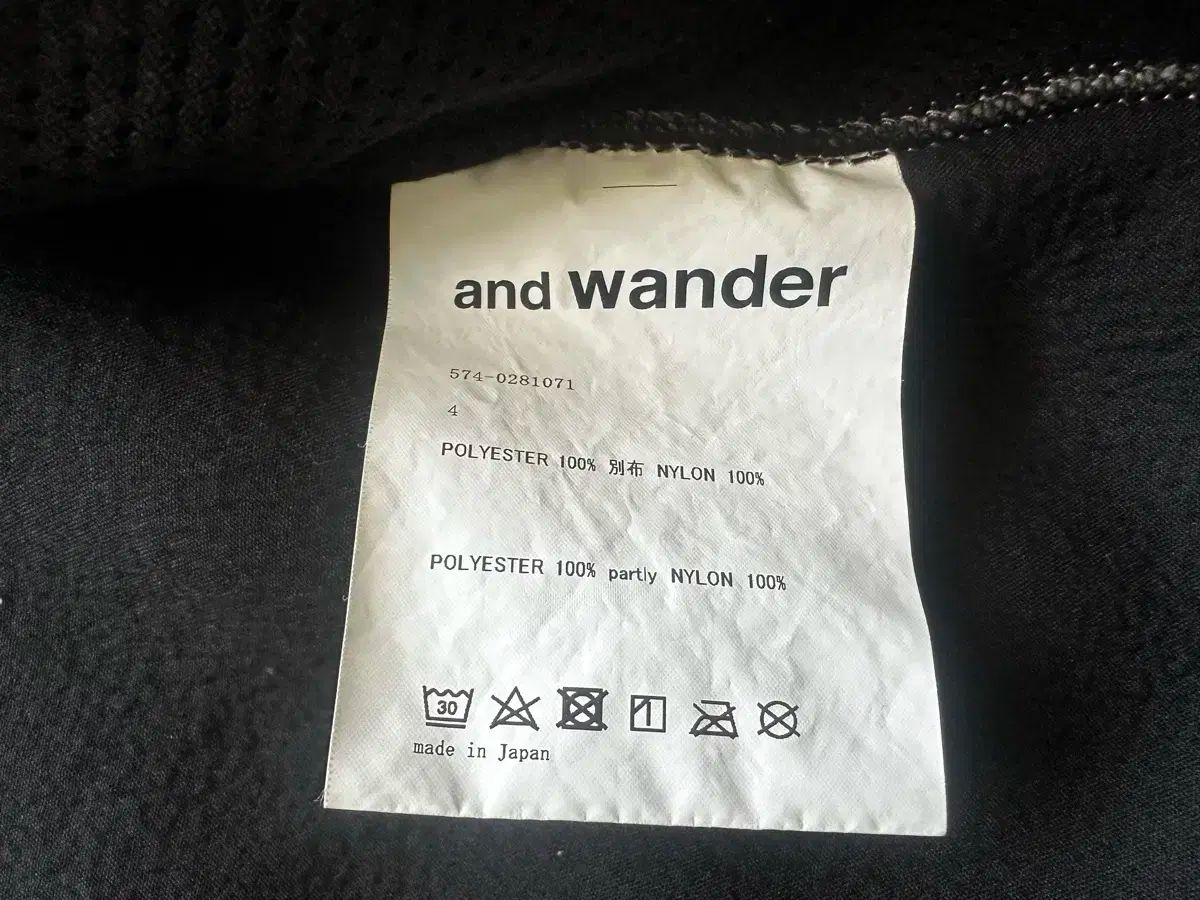 and wander
574-0281071
4
POLYESTER 100% 別布 NYLON 100%
POLYESTER 100% partly NYLON 100%
30
made in Japan